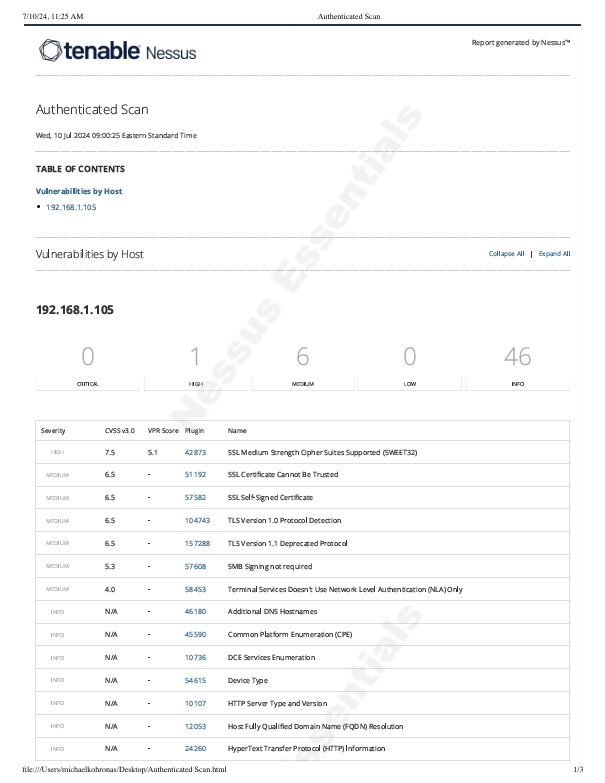 7/10/24, 11:25 AM Authenticated Scan
tenable Nessus
Report generated by Nessus™
Authenticated Scan
Wed, 10 Jul 2024 09:00:25 Eastern Standard Time
TABLE OF CONTENTS
Vulnerabilities by Host
• 192.168.1.105
Vulnerabilities by Host Collapse All | Expand All
192.168.1.105
0 1 6 0 46
CRITICAL HIGH MEDIUM LOW INFO
Severity CVSS v3.0 VPR Score Plugin Name
HIGH 7.5 5.1 42873 SSL Medium Strength Cipher Suites Supported (SWEET32)
MEDIUM 6.5 - 51192 SSL Certificate Cannot Be Trusted
MEDIUM 6.5 - 57582 SSL Self-Signed Certificate
MEDIUM 6.5 - 104743 TLS Version 1.0 Protocol Detection
MEDIUM 6.5 - 157288 TLS Version 1.1 Deprecated Protocol
MEDIUM 5.3 - 57608 SMB Signing not required
MEDIUM 4.0 - 58453 Terminal Services Doesn't Use Network Level Authentication (NLA) Only
INFO N/A - 46180 Additional DNS Hostnames
INFO N/A - 45590 Common Platform Enumeration (CPE)
INFO N/A - 10736 DCE Services Enumeration
INFO N/A - 54615 Device Type
INFO N/A - 10107 HTTP Server Type and Version
INFO N/A - 12053 Host Fully Qualified Domain Name (FQDN) Resolution
INFO N/A - 24260 HyperText Transfer Protocol (HTTP) Information
Nessus Essentials
Essentials
file:///Users/michaelkohronas/Desktop/Authenticated Scan.html 1/3